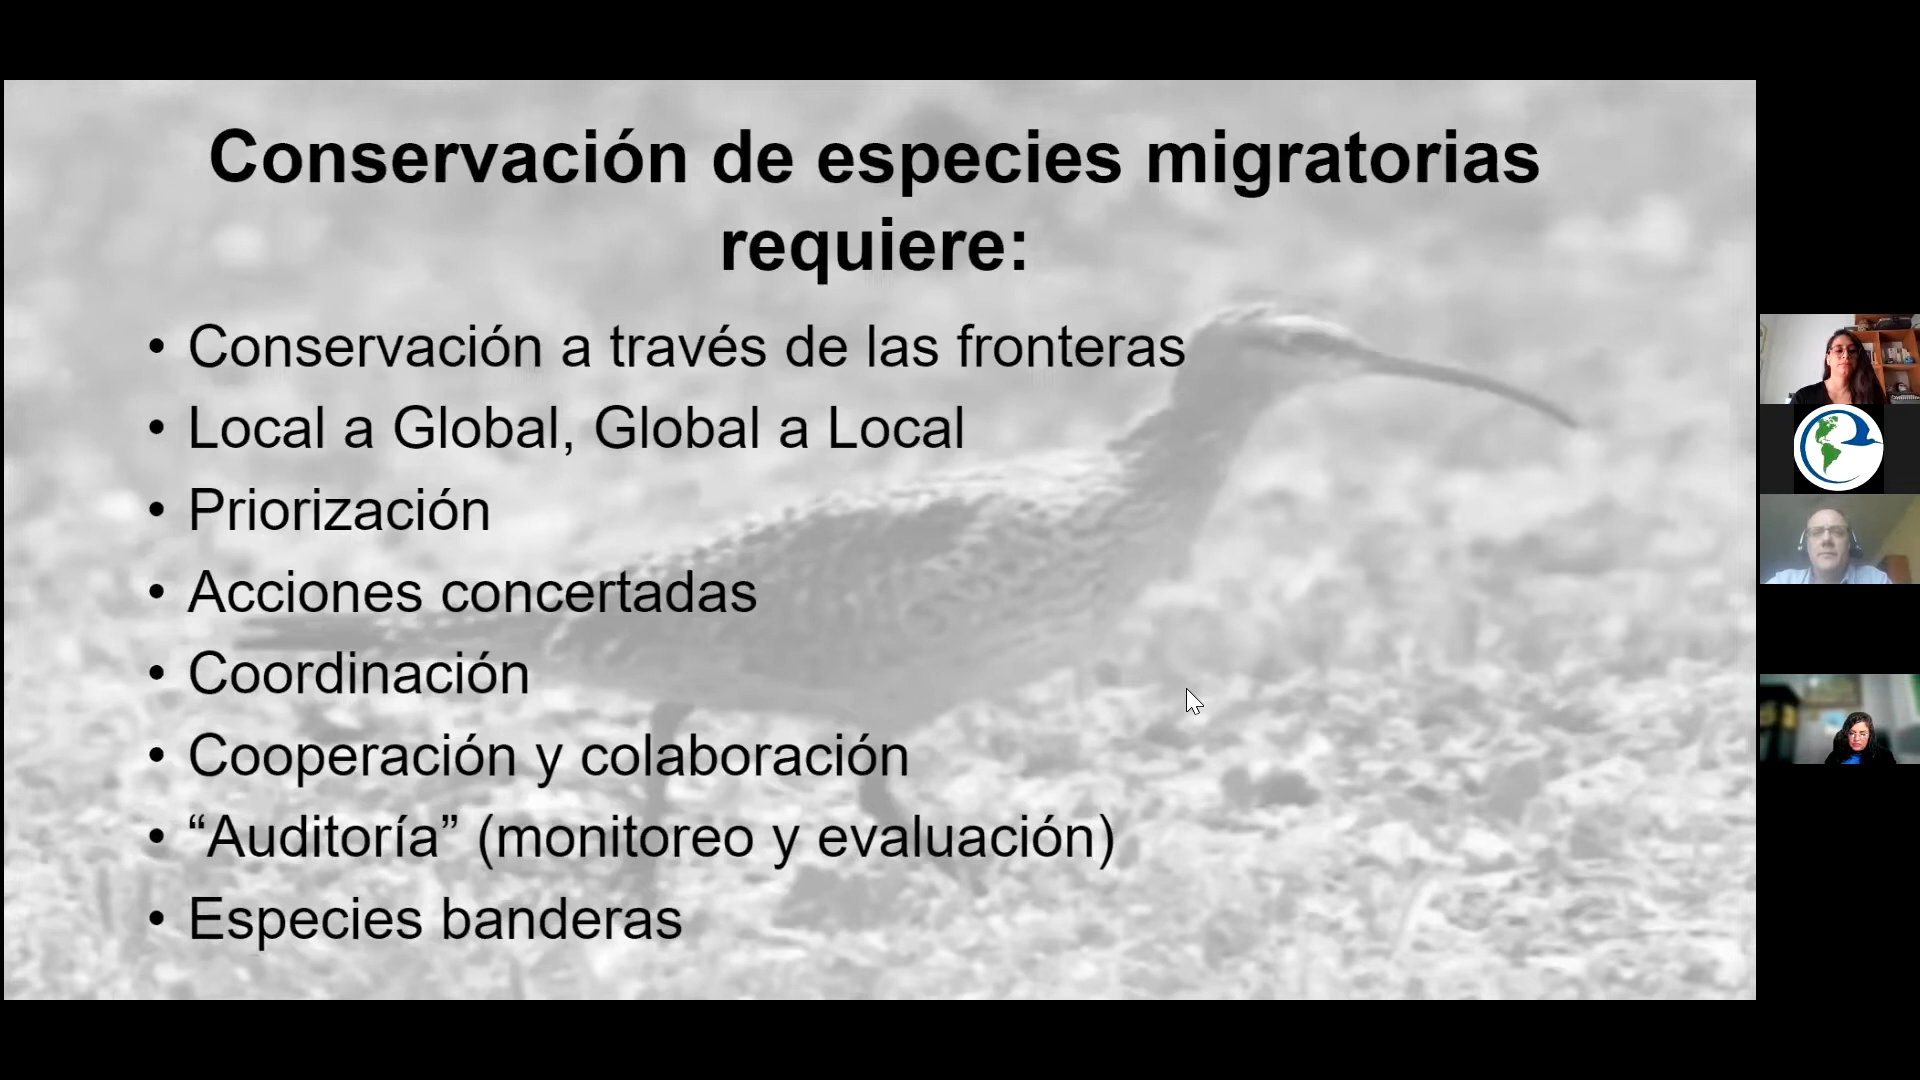 Conservación de especies migratorias
requiere:
• Conservación a través de las fronteras
• Local a Global, Global a Local
• Priorización
• Acciones concertadas
• Coordinación
• Cooperación y colaboración
• “Auditoría” (monitoreo y evaluación)
• Especies banderas